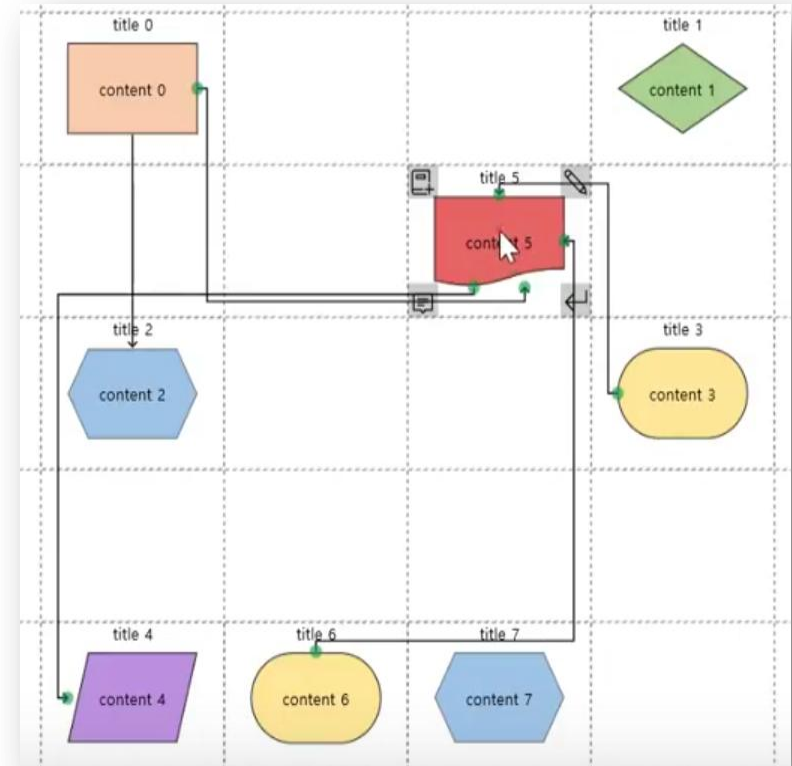 title 0
content 0
title 1
content 1
title 5
content 5
title 2
content 2
title 3
content 3
title 4
content 4
title 6
content 6
title 7
content 7